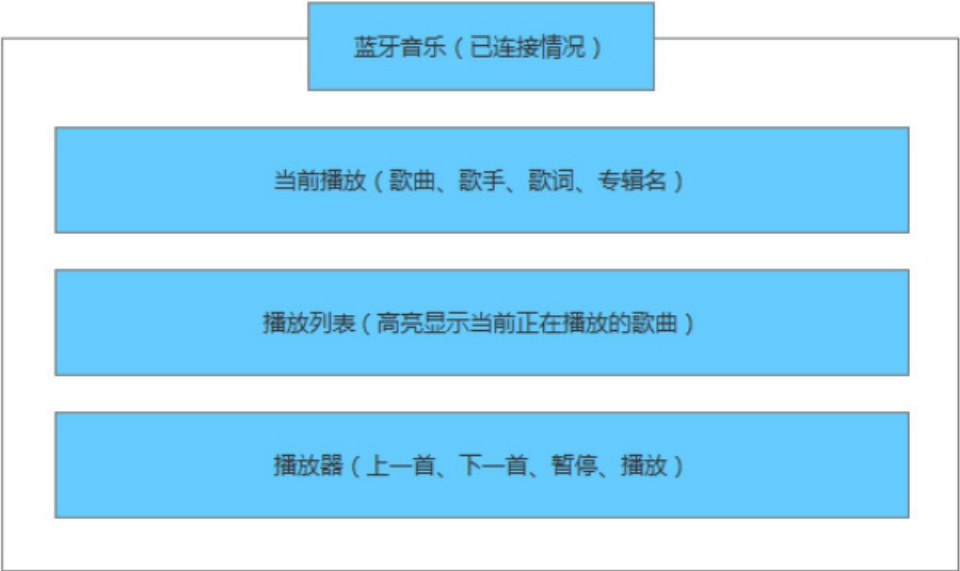 蓝牙音乐（已连接情况）
当前播放（歌曲、歌手、歌词、专辑名）
播放列表（高亮显示当前正在播放的歌曲）
播放器（上一首、下一首、暂停、播放）